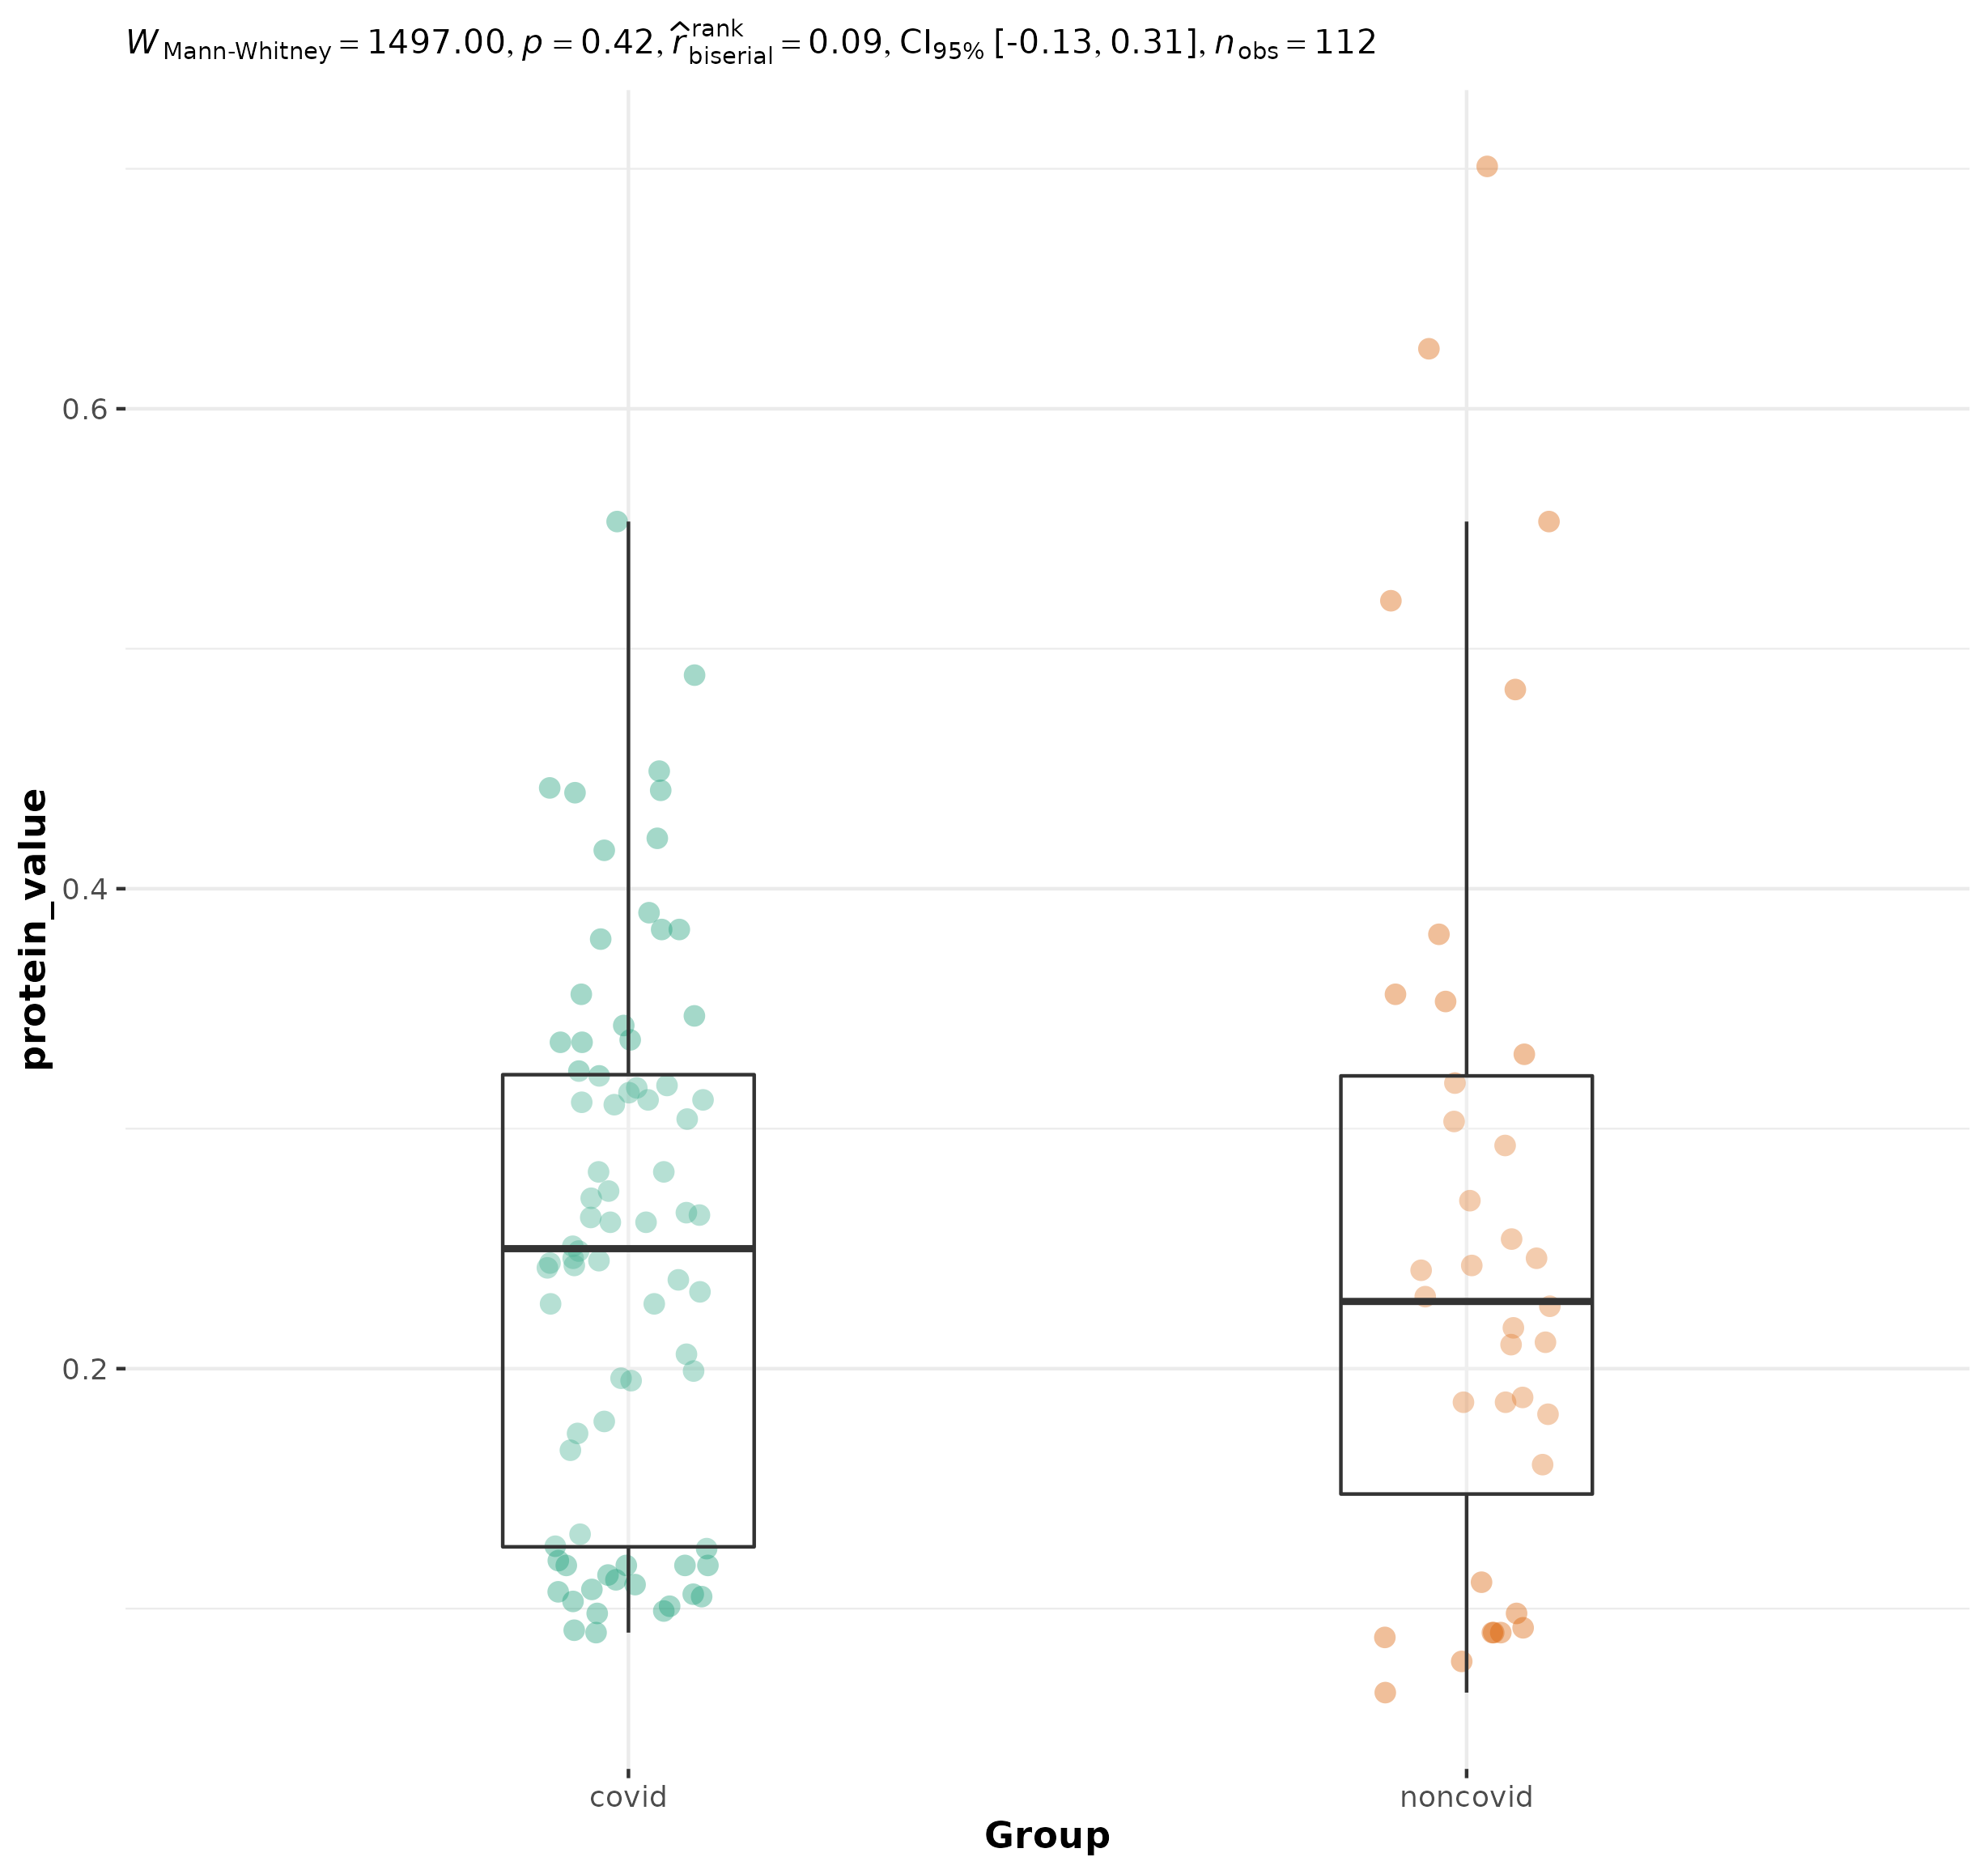 W Mann-Whitney = 1497.00, p = 0.42, r̂ rank biserial = 0.09, CI95% [-0.13, 0.31], n obs = 112
protein_value
0.6
0.4
0.2
covid noncovid
Group